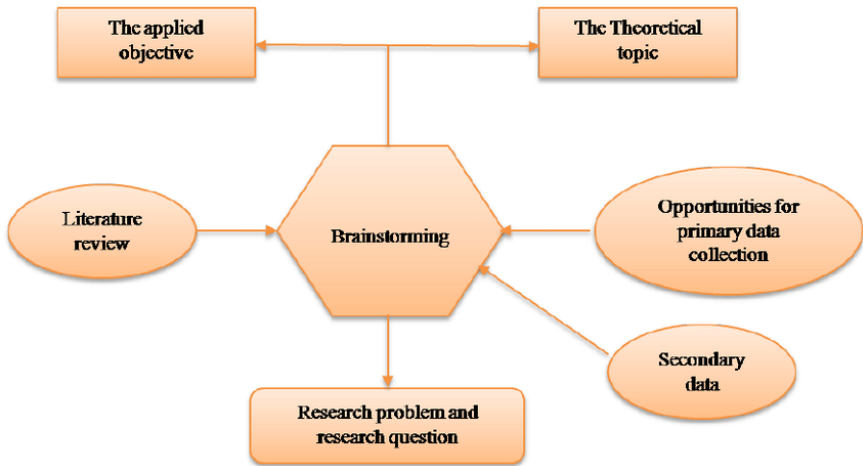 The applied
objective
The Theoretical
topic
Literature
review
Brainstorming
Opportunities for
primary data
collection
Secondary
data
Research problem and
research question